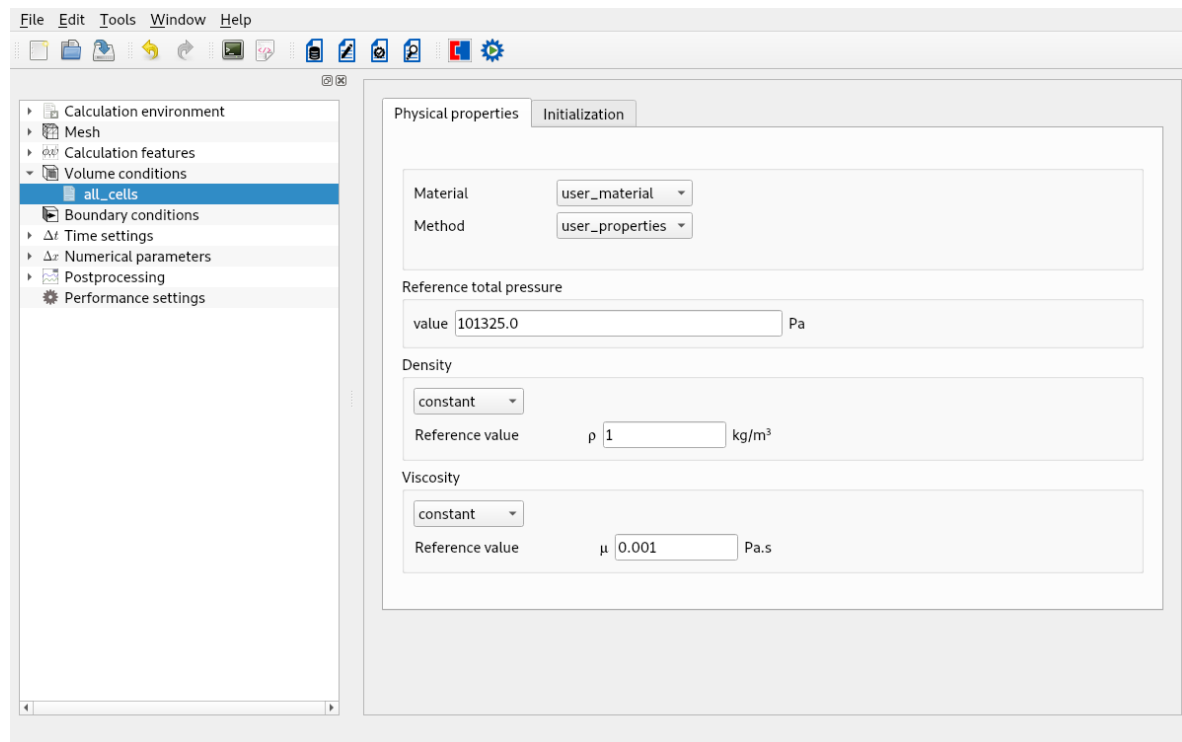 File Edit Tools Window Help
Calculation environment
Mesh
Calculation features
Volume conditions
all_cells
Boundary conditions
Δt Time settings
Δx Numerical parameters
Postprocessing
Performance settings
Physical properties Initialization
Material user_material
Method user_properties
Reference total pressure
value 101325.0 Pa
Density
constant
Reference value ρ 1 kg/m³
Viscosity
constant
Reference value μ 0.001 Pa.s